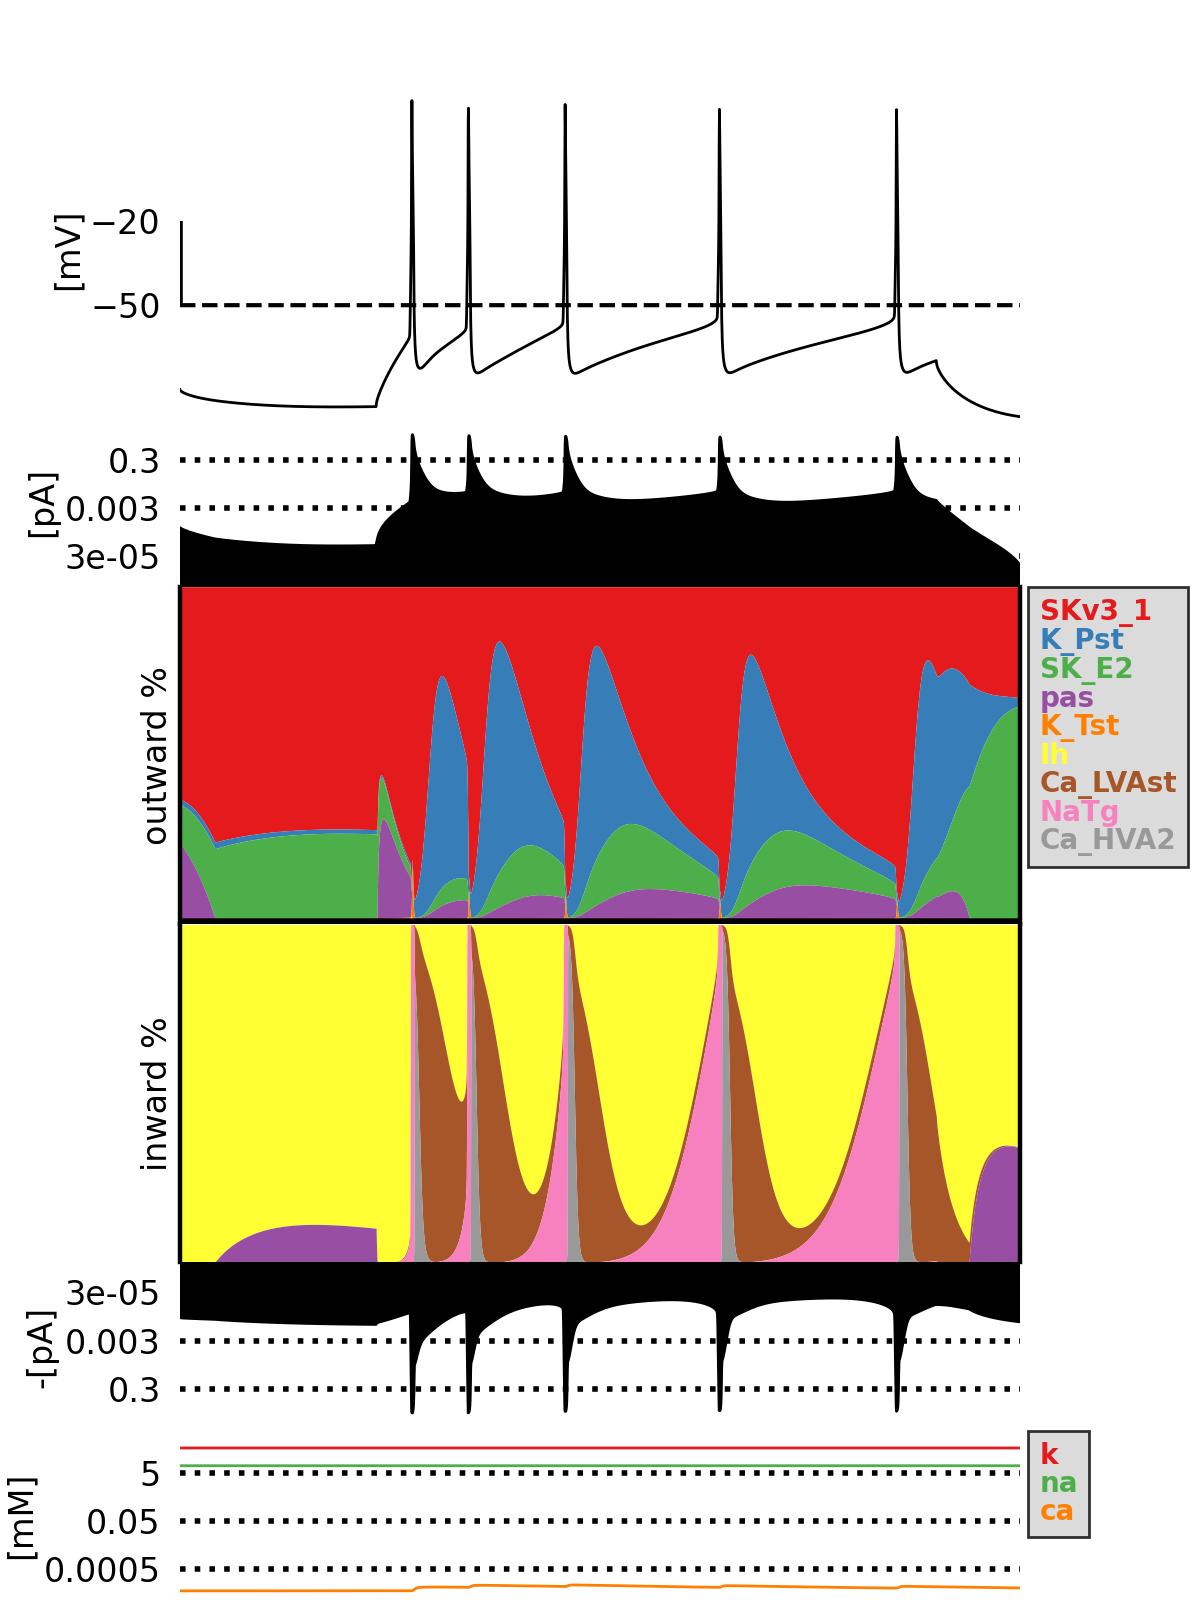 [mV]
−20
−50
[pA]
0.3
0.003
3e-05
outward %
SKv3_1
K_Pst
SK_E2
pas
K_Tst
Ih
Ca_LVAst
NaTg
Ca_HVA2
inward %
-[pA]
3e-05
0.003
0.3
[mM]
5
0.05
0.0005
k
na
ca